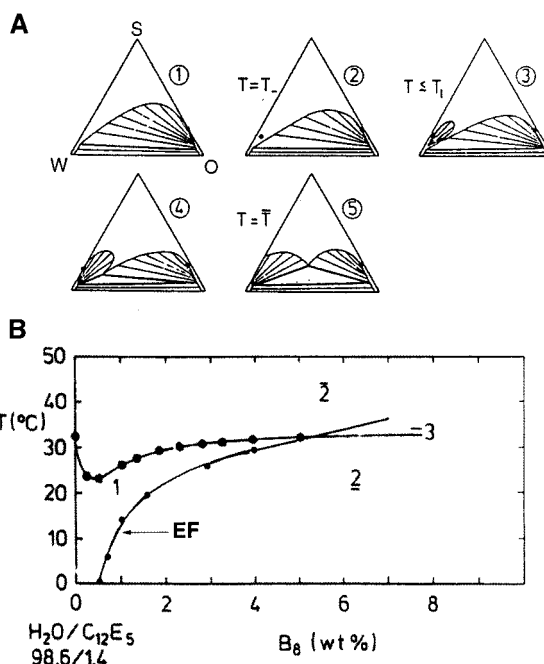 A
S
① ② ③
T=T₋
T≤T₁
W O
④ ⑤
T=T̄
B
50
40
30
20
10
0
T(°C)
2̄
1
=3
2̲
EF
0 2 4 6 8
H₂O/C₁₂E₅
98.6/1.4
B₈ (wt %)